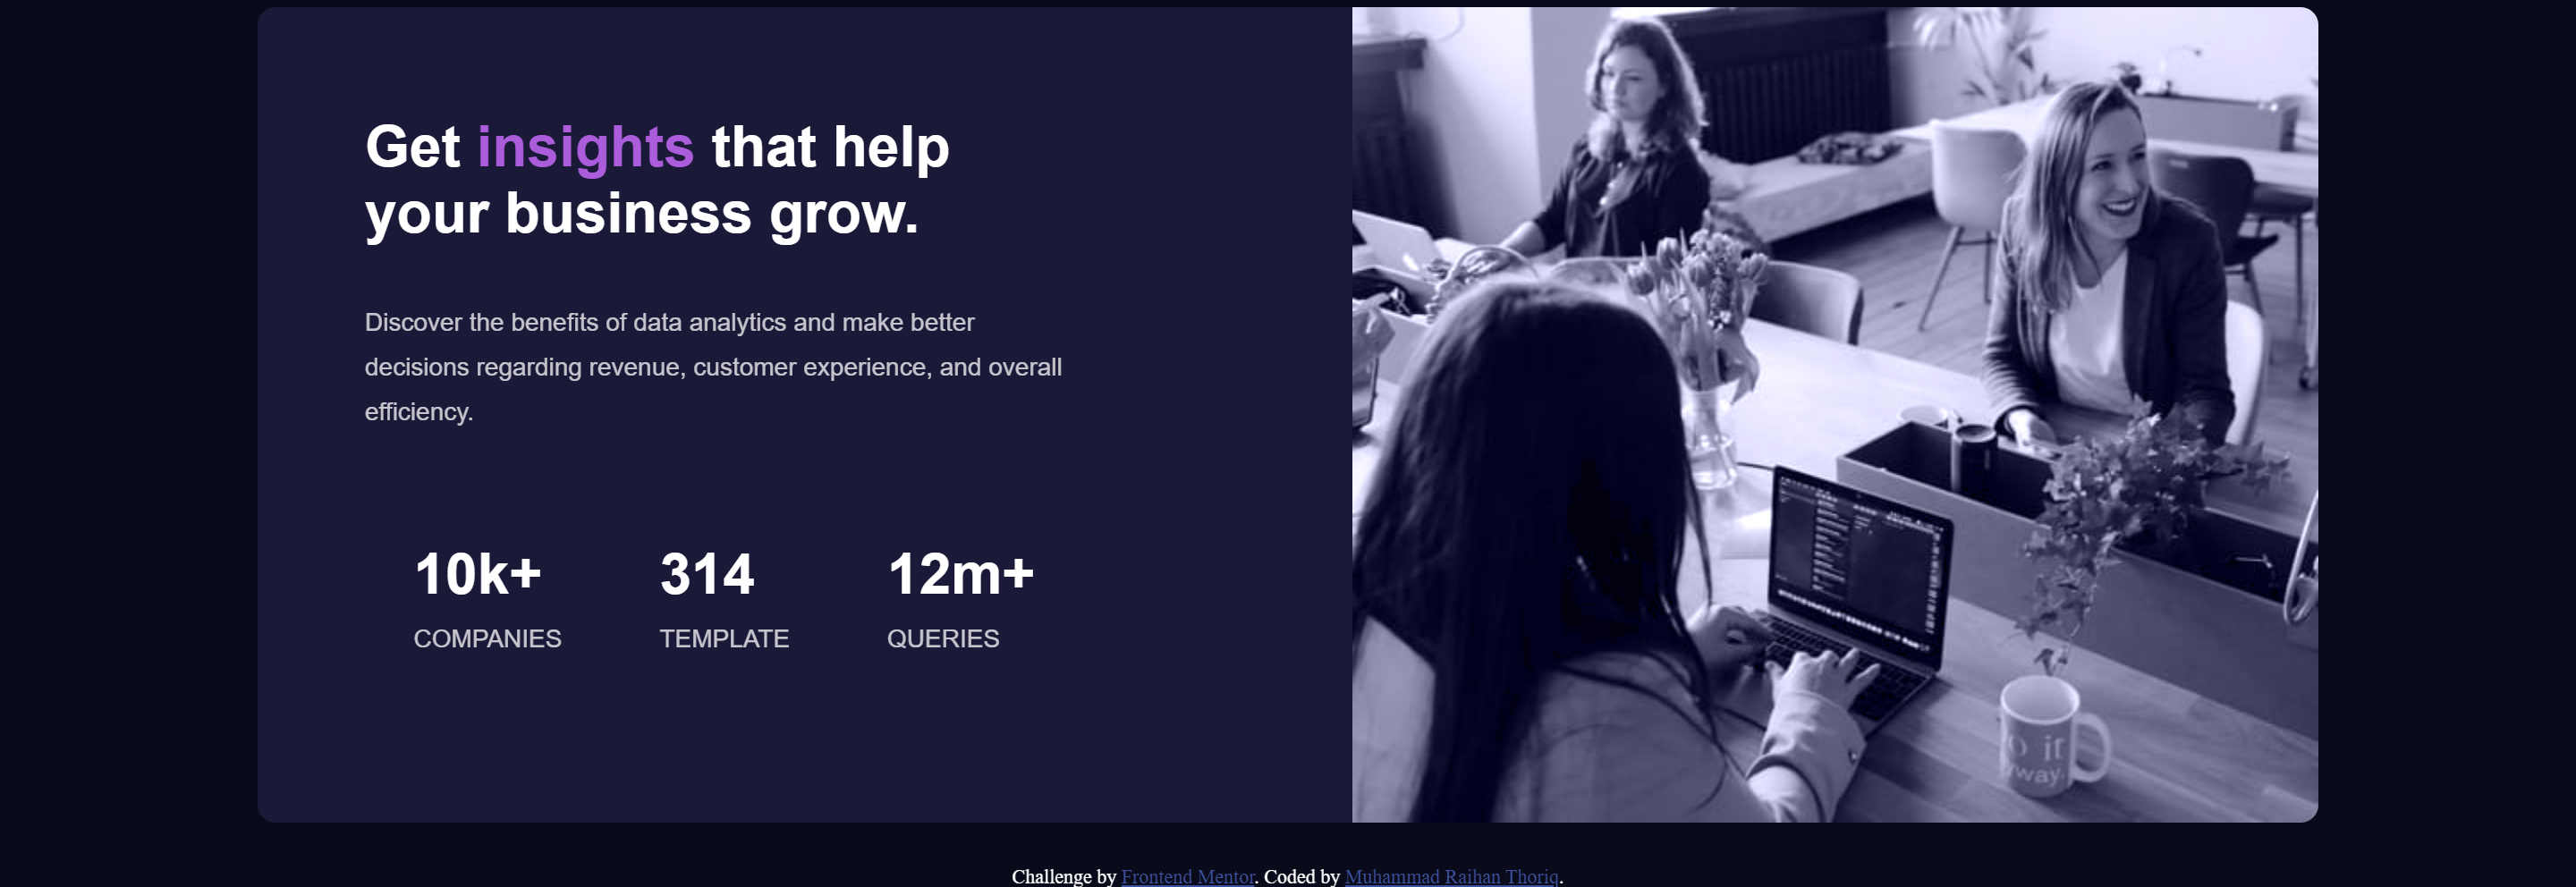 Get insights that help
your business grow.
Discover the benefits of data analytics and make better
decisions regarding revenue, customer experience, and overall
efficiency.
10k+ 314 12m+
COMPANIES TEMPLATE QUERIES
Challenge by Frontend Mentor. Coded by Muhammad Raihan Thoriq.